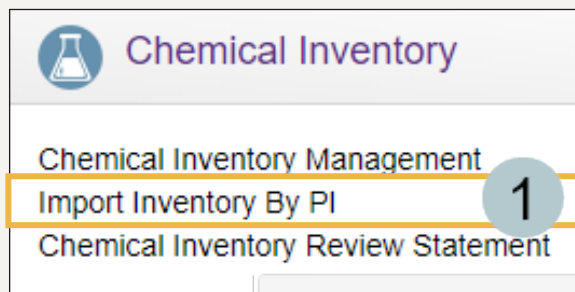 Chemical Inventory
Chemical Inventory Management
Import Inventory By PI
1
Chemical Inventory Review Statement